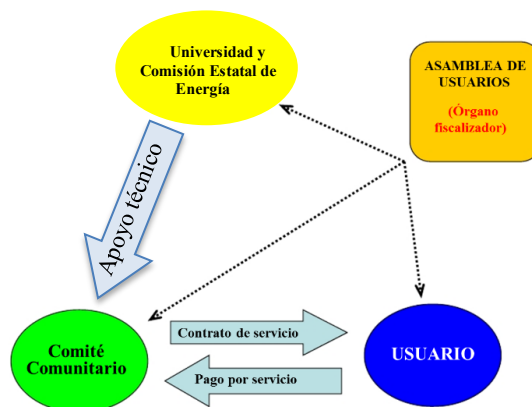 Universidad y
Comisión Estatal de
Energía
ASAMBLEA DE
USUARIOS
(Órgano
fiscalizador)
Apoyo técnico
Comité
Comunitario
Contrato de servicio
Pago por servicio
USUARIO